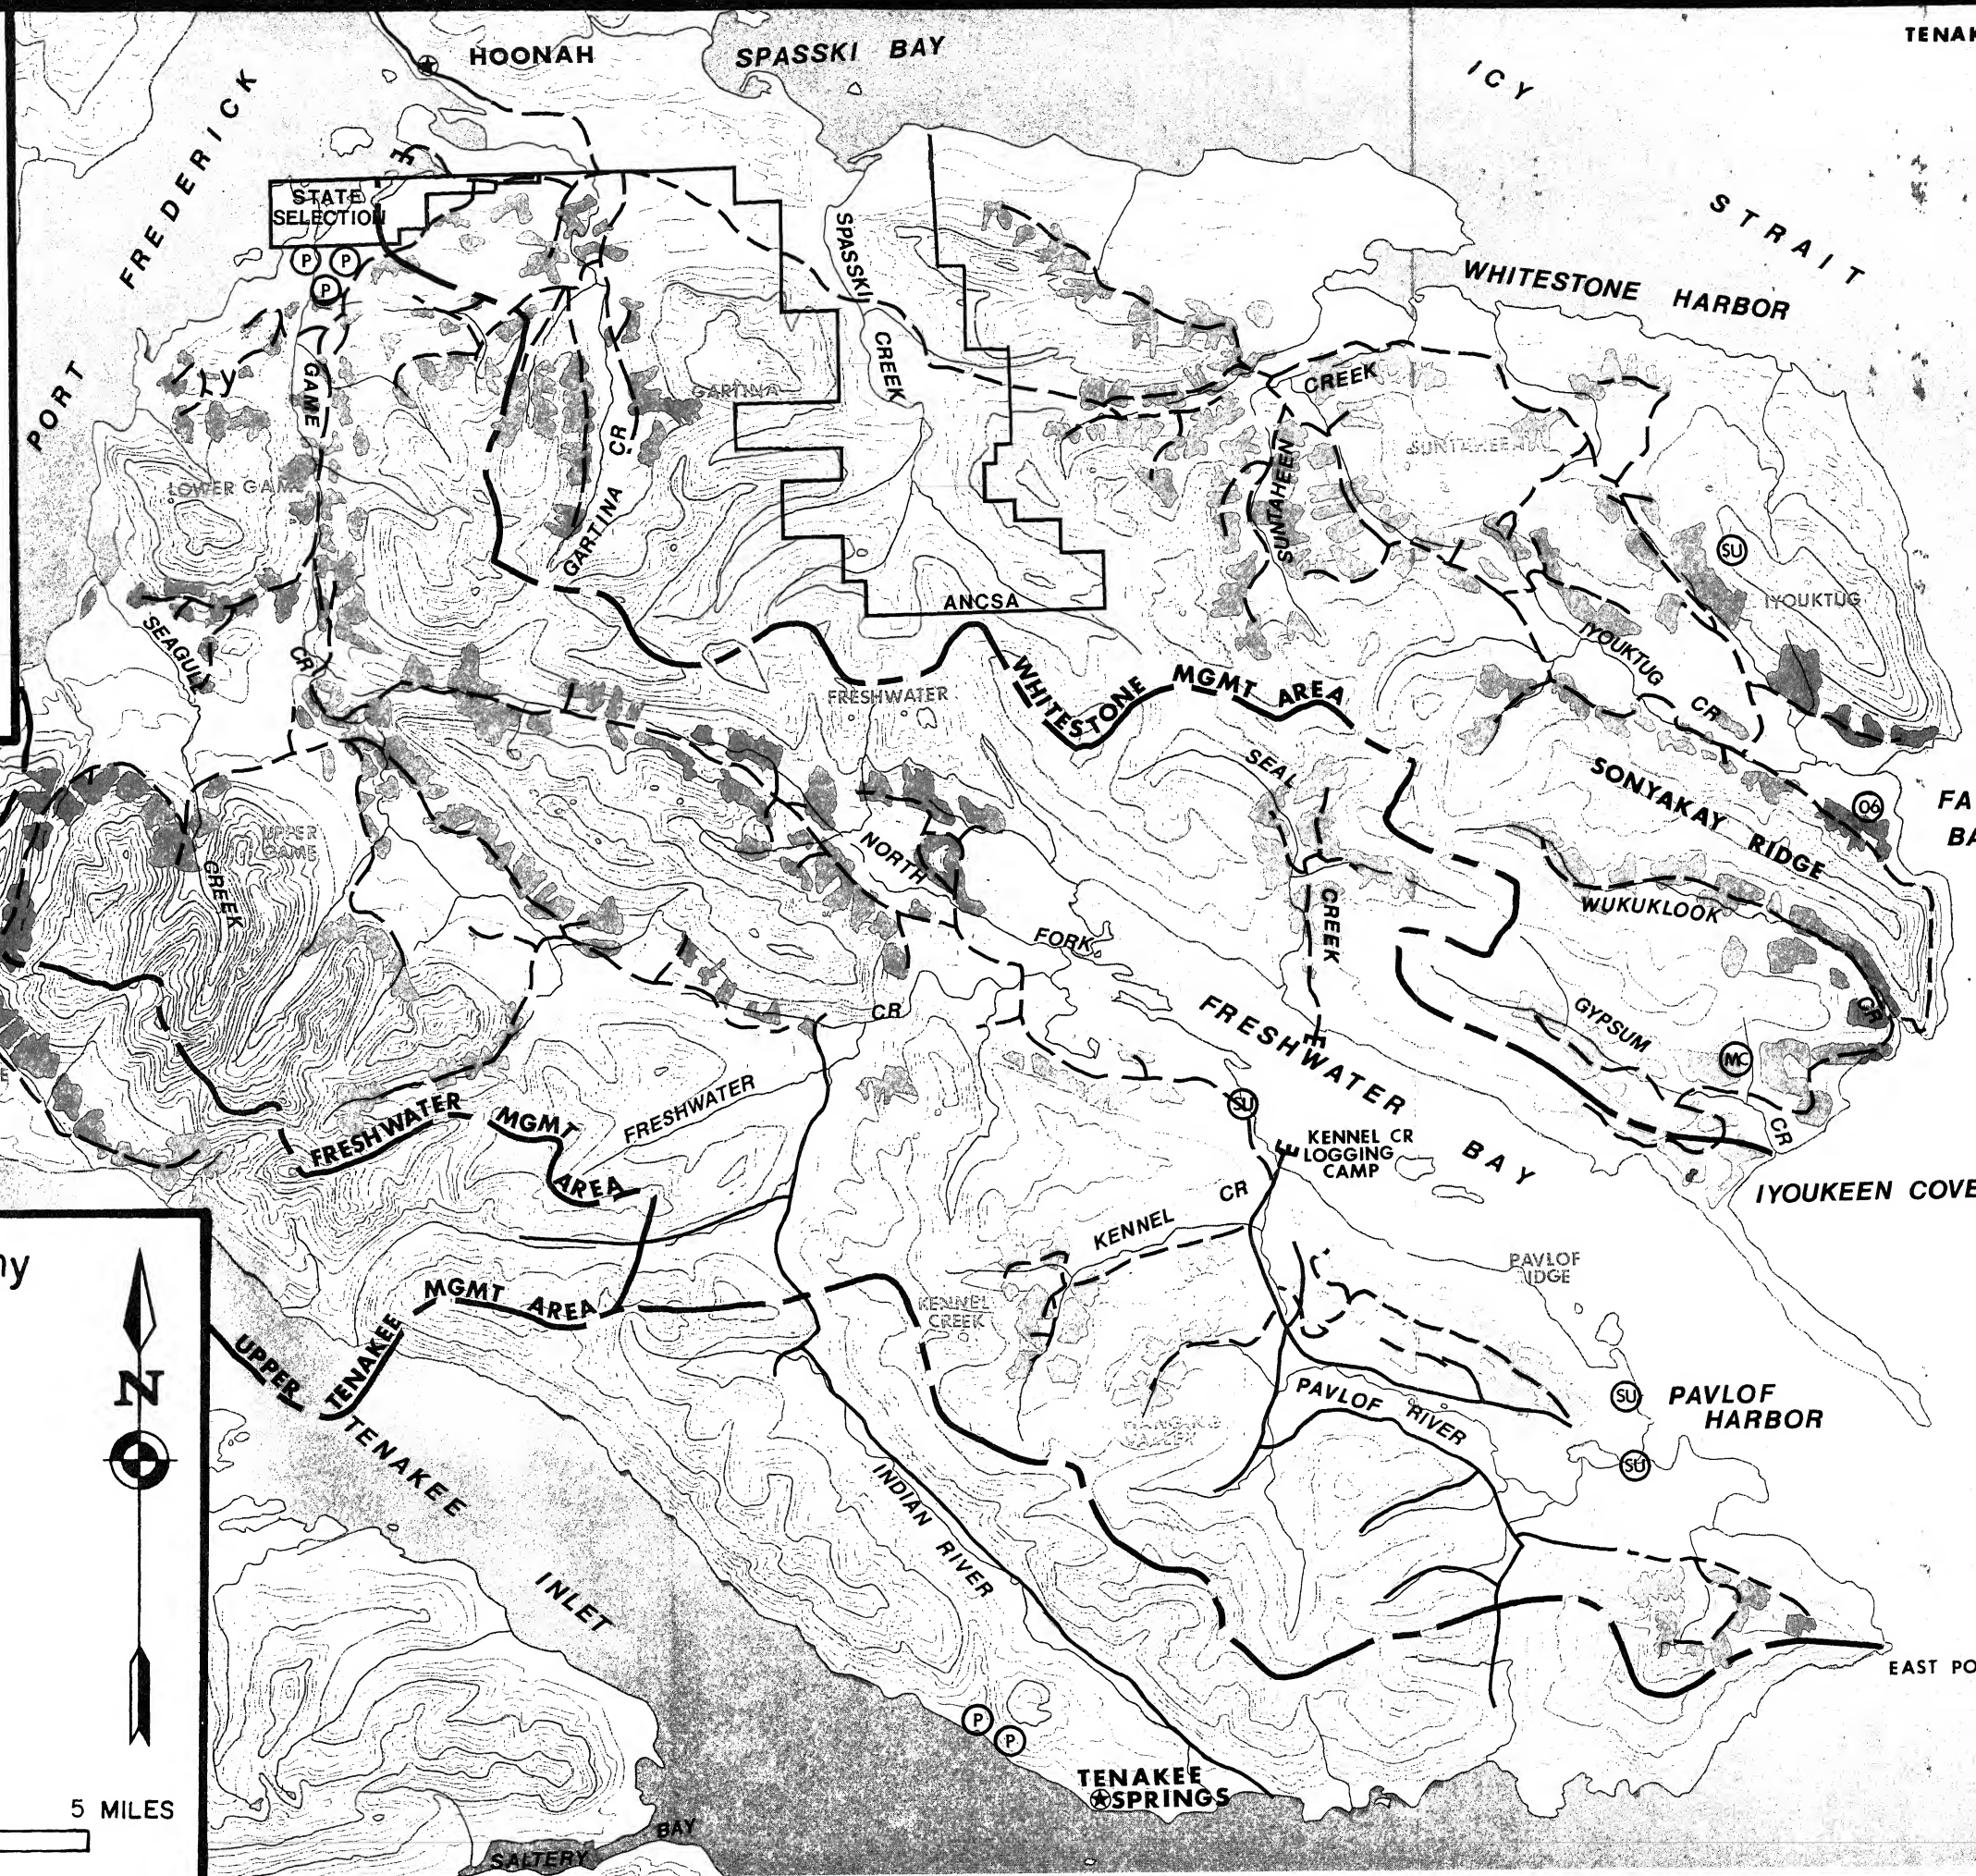 HOONAH
SPASSKI BAY
ICY
STRAIT
PORT FREDERICK
STATE
SELECTION
P
P
P
SPASSKI
CREEK
WHITESTONE HARBOR
GAME
CR
GARTINA
GARTINA CR
LOWER GAME
CREEK
SUNTAHEEN
SUNTAHEEN
SU
IYOUKTUG
IYOUKTUG
CR
ANCSA
SEAGULL
CREEK
FRESHWATER
WHITESTONE MGMT AREA
SEAL
CREEK
SONYAKAY RIDGE
06
FA
BA
UPPER
GAME
NORTH
FORK
CR
WUKUKLOOK
CR
GYPSUM
CR
MC
FRESHWATER BAY
FRESHWATER MGMT
AREA
FRESHWATER
SU
KENNEL CR
LOGGING
CAMP
IYOUKEEN COVE
KENNEL CR
PAVLOF
IDGE
MGMT AREA
UPPER TENAKEE
KENNEL
CREEK
PAVLOF RIVER
SU
PAVLOF
HARBOR
SU
TENAKEE
INLET
INDIAN RIVER
EAST PO
P
P
TENAKEE
SPRINGS
N
5 MILES
BAY
SALTERY